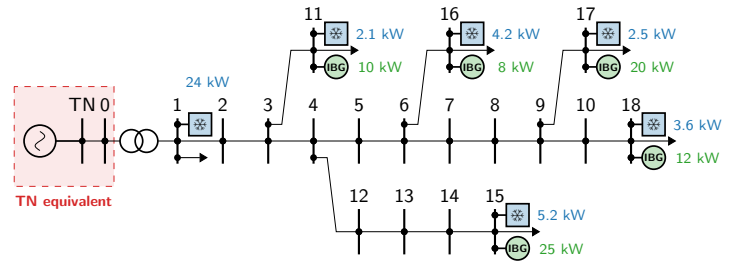 11
16
17
2.1 kW
4.2 kW
2.5 kW
IBG 10 kW
IBG 8 kW
IBG 20 kW
24 kW
TN 0 1 2 3 4 5 6 7 8 9 10 18
3.6 kW
IBG 12 kW
TN equivalent
12 13 14 15
5.2 kW
IBG 25 kW